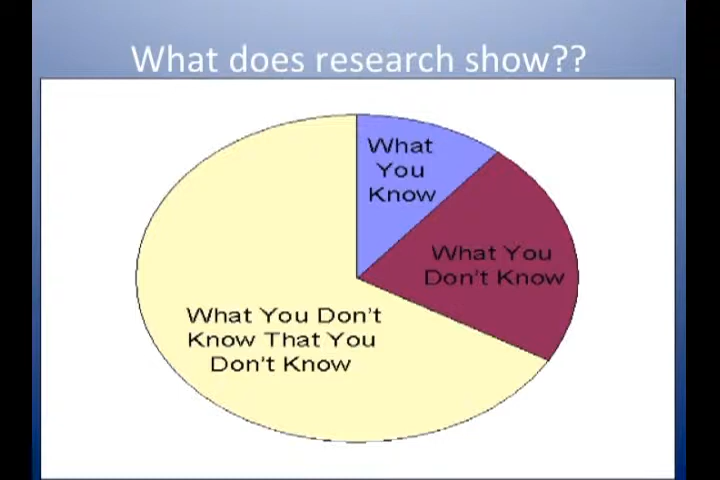 What does research show??
What
You
Know
What You
Don't Know
What You Don't
Know That You
Don't Know